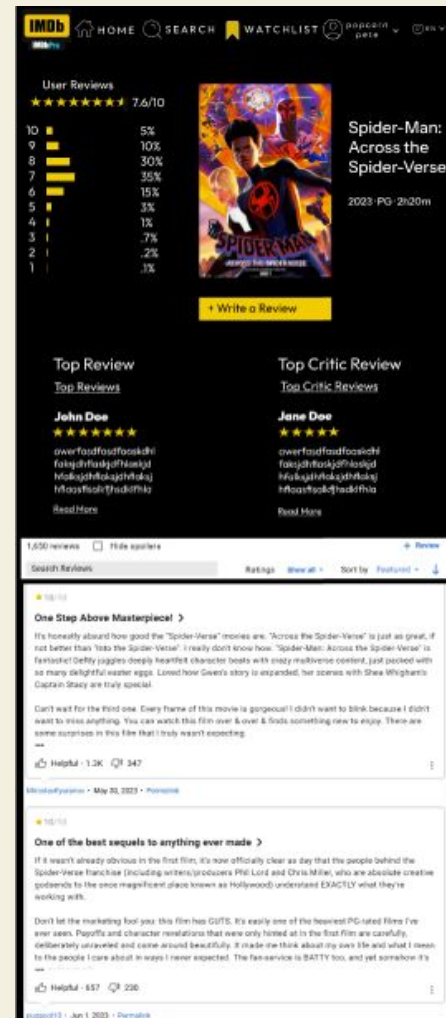 IMDb HOME SEARCH WATCHLIST popcorn pete EN
IMDbPro
User Reviews
7.6/10
10 5%
9 10%
8 30%
7 35%
6 15%
5 3%
4 1%
3 .7%
2 .2%
1 .1%
SPIDER-MAN
ACROSS THE SPIDER-VERSE
Spider-Man:
Across the
Spider-Verse
2023·PG·2h20m
+ Write a Review
Top Review
Top Reviews
John Doe
Read More
Top Critic Review
Top Critic Reviews
Jane Doe
Read More
1,650 reviews Hide spoilers + Review
Search Reviews Ratings Show all Sort by Featured
10/10
One Step Above Masterpiece! >
It's honestly absurd how good the "Spider-Verse" movies are. "Across the Spider-Verse" is just as great, if
not better than "Into the Spider-Verse". I really don't know how. "Spider-Man: Across the Spider-Verse" is
fantastic! Deftly juggles deeply heartfelt character beats with crazy multiverse content, just packed with
so many delightful easter eggs. Loved how Gwen's story is expanded, her scenes with Shea Whigham's
Captain Stacy are truly special.
Can't wait for the third one. Every frame of this movie is gorgeous! I didn't want to blink because I didn't
want to miss anything. You can watch this film over & over & finds something new to enjoy. There are
some surprises in this film that I truly wasn't expecting.
Helpful · 1.3K 347
• May 30, 2023 • Permalink
10/10
One of the best sequels to anything ever made >
If it wasn't already obvious in the first film, it's now officially clear as day that the people behind the
Spider-Verse franchise (including writers/producers Phil Lord and Chris Miller, who are absolute creative
godsends to the once magnificent place known as Hollywood) understand EXACTLY what they're
working with.
Don't let the marketing fool you: this film has GUTS. It's easily one of the heaviest PG-rated films I've
ever seen. Payoffs and character revelations that were only hinted at in the first film are carefully,
deliberately unraveled and come around beautifully. It made me think about my own life and what I mean
to the people I care about in ways I never expected. The fan-service is BATTY too, and yet somehow it's
Helpful · 657 230
• Jun 1, 2023 • Permalink